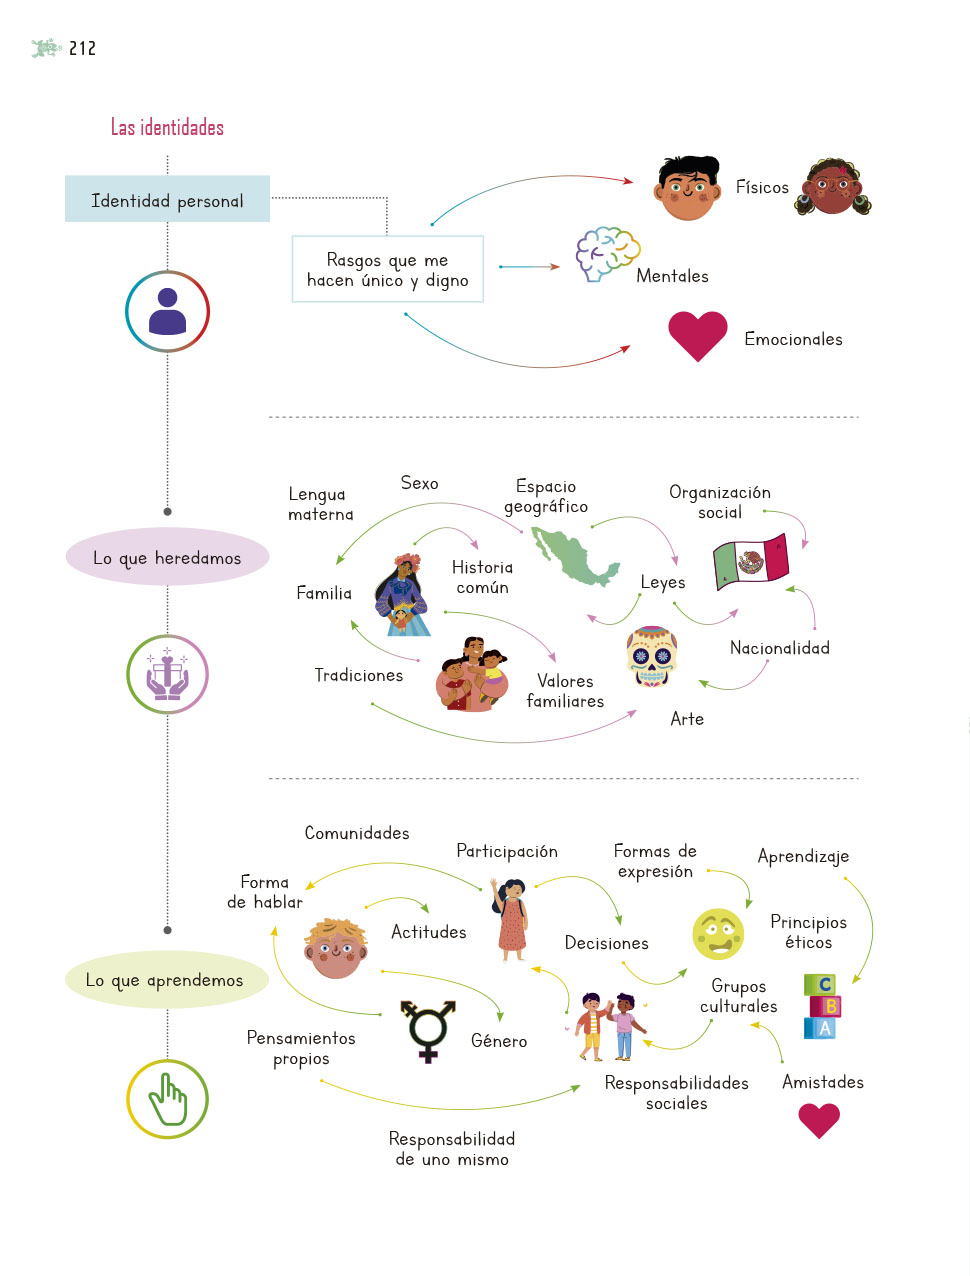 212
Las identidades
Identidad personal
Rasgos que me
hacen único y digno
Físicos
Mentales
Emocionales
Lo que heredamos
Lengua
materna
Sexo
Espacio
geográfico
Organización
social
Familia
Historia
común
Leyes
Nacionalidad
Tradiciones
Valores
familiares
Arte
Lo que aprendemos
Comunidades
Participación
Formas de
expresión
Aprendizaje
Forma
de hablar
Actitudes
Decisiones
Principios
éticos
Grupos
culturales
C
B
A
Pensamientos
propios
Género
Responsabilidades
sociales
Amistades
Responsabilidad
de uno mismo